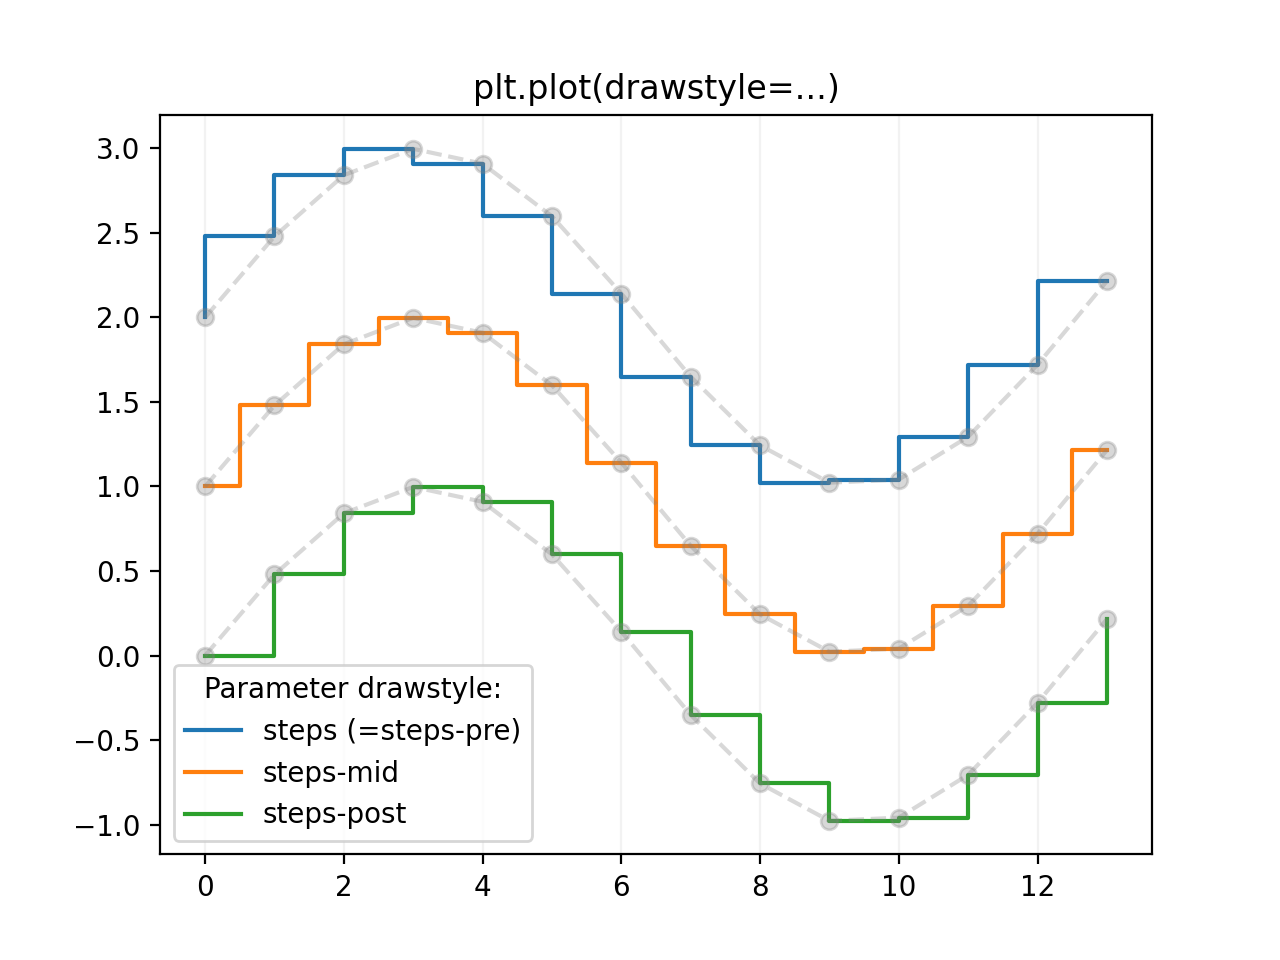 plt.plot(drawstyle=...)
3.0
2.5
2.0
1.5
1.0
0.5
0.0
−0.5
−1.0
Parameter drawstyle:
steps (=steps-pre)
steps-mid
steps-post
0 2 4 6 8 10 12